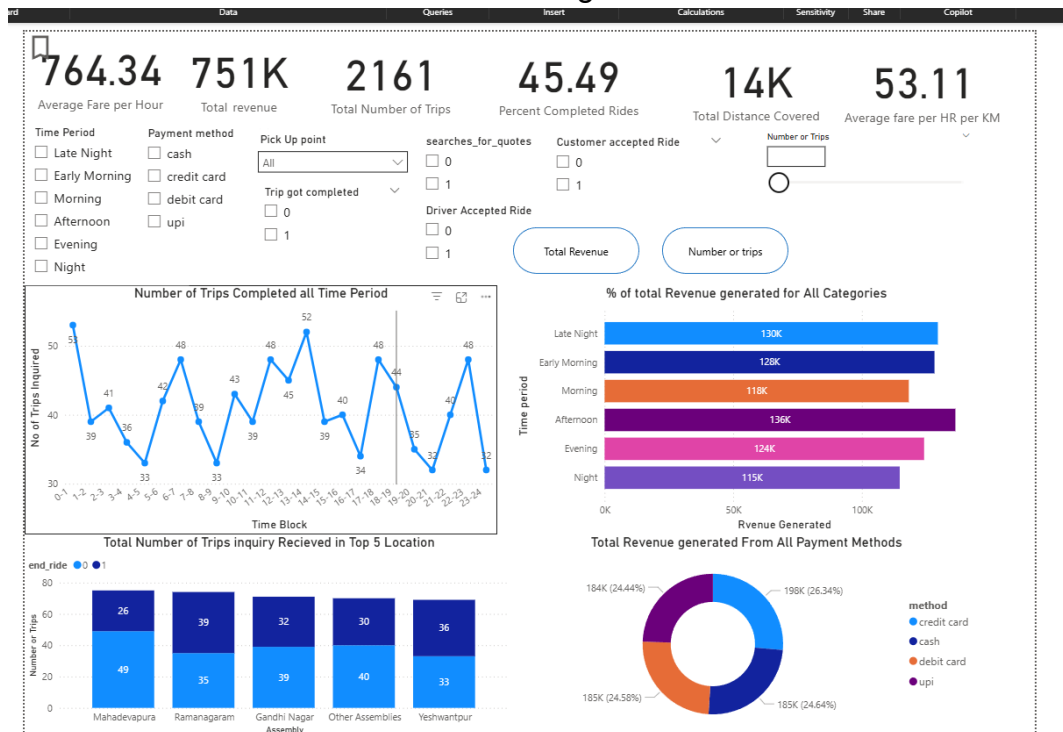 Data
Queries
Insert
Calculations
Sensitivity
Share
Copilot
764.34
Average Fare per Hour
751K
Total revenue
2161
Total Number of Trips
45.49
Percent Completed Rides
14K
Total Distance Covered
53.11
Average fare per HR per KM
Time Period
Late Night
Early Morning
Morning
Afternoon
Evening
Night
Payment method
cash
credit card
debit card
upi
Pick Up point
All
Trip got completed
0
1
searches_for_quotes
0
1
Driver Accepted Ride
0
1
Customer accepted Ride
0
1
Number or Trips
Total Revenue
Number or trips
Number of Trips Completed all Time Period
No of Trips Inquired
50
40
30
53
39
41
36
33
42
48
39
33
43
39
48
45
52
39
40
34
48
44
35
32
40
48
32
0-1
1-2
2-3
3-4
4-5
5-6
6-7
7-8
8-9
9-10
10-11
11-12
12-13
13-14
14-15
15-16
16-17
17-18
18-19
19-20
20-21
21-22
22-23
23-24
Time Block
% of total Revenue generated for All Categories
Time period
Late Night
130K
Early Morning
128K
Morning
118K
Afternoon
136K
Evening
124K
Night
115K
0K
50K
100K
Rvenue Generated
Total Number of Trips inquiry Recieved in Top 5 Location
end_ride
0
1
Number or Trips
80
60
40
20
0
26
39
32
30
36
49
35
39
40
33
Mahadevapura
Ramanagaram
Gandhi Nagar
Other Assemblies
Yeshwantpur
Assembly
Total Revenue generated From All Payment Methods
184K (24.44%)
198K (26.34%)
185K (24.58%)
185K (24.64%)
method
credit card
cash
debit card
upi